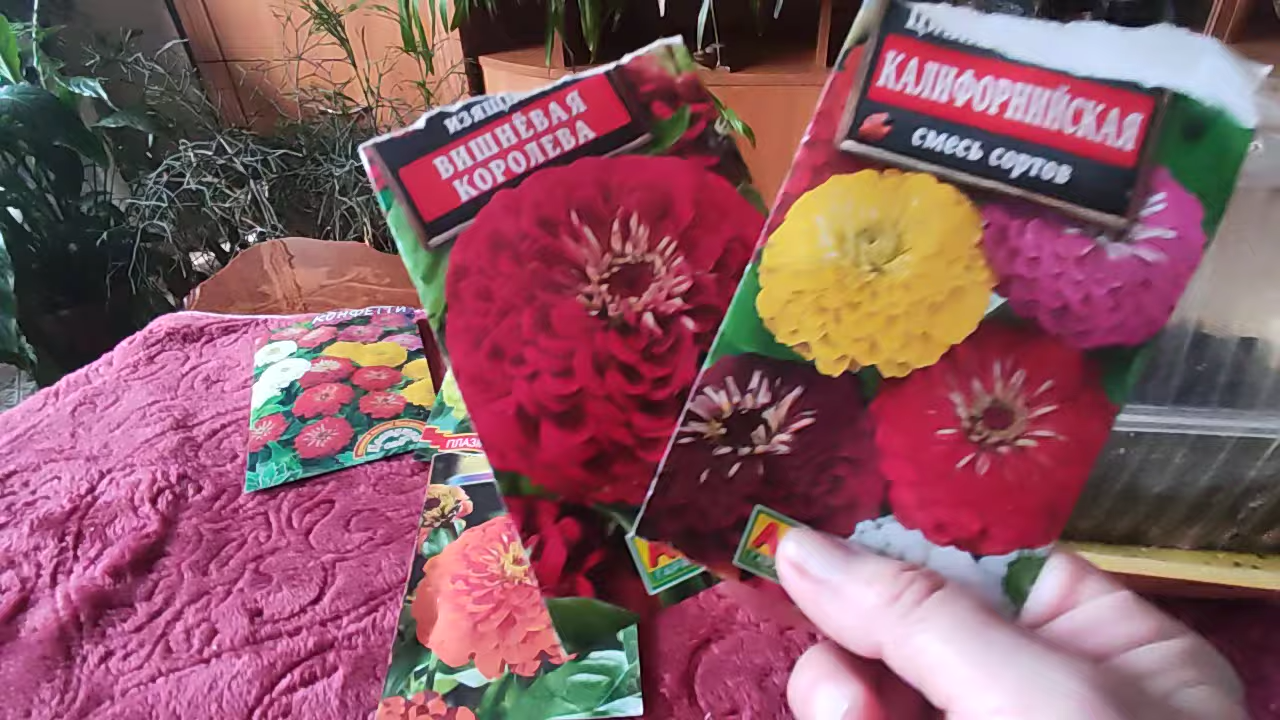 ВИШНЁВАЯ
КОРОЛЕВА
КАЛИФОРНИЙСКАЯ
смесь сортов
КОНФЕТТИ